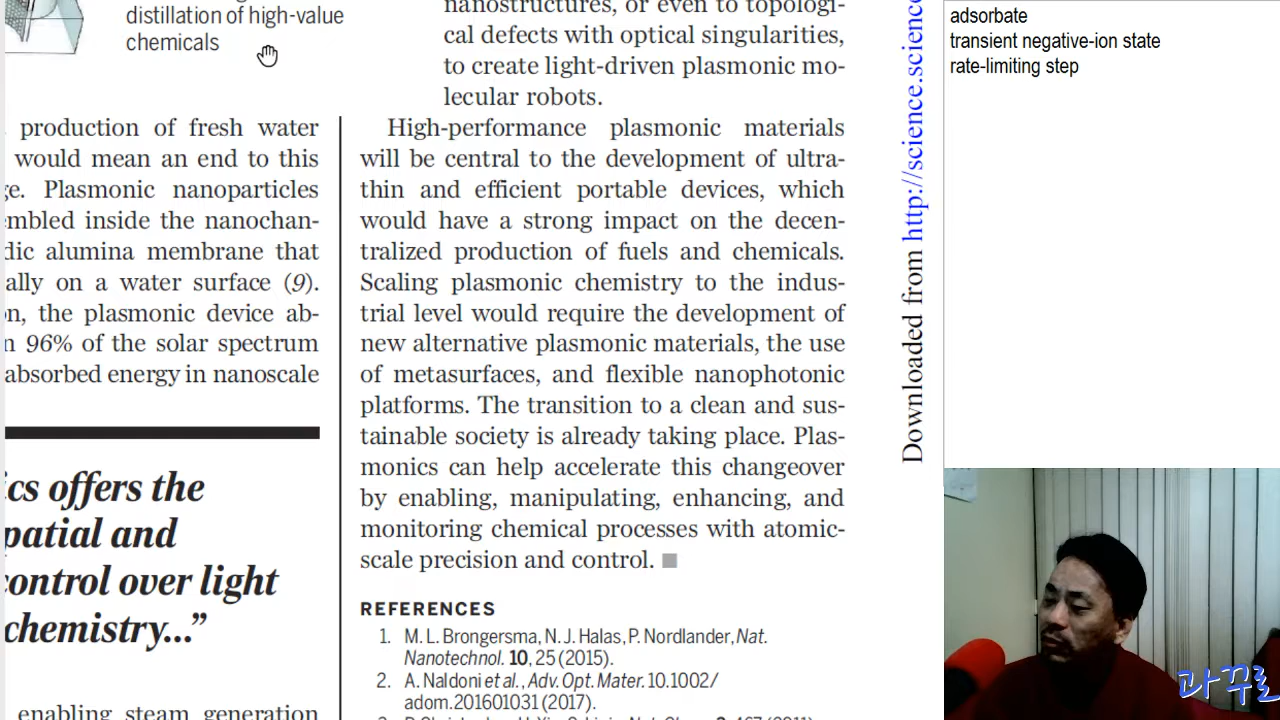 distillation of high-value
chemicals
production of fresh water
would mean an end to this
ge. Plasmonic nanoparticles
embled inside the nanochan-
dic alumina membrane that
ally on a water surface (9).
on, the plasmonic device ab-
n 96% of the solar spectrum
absorbed energy in nanoscale
ics offers the
patial and
control over light
chemistry...”
enabling steam generation
nanostructures, or even to topologi-
cal defects with optical singularities,
to create light-driven plasmonic mo-
lecular robots.
High-performance plasmonic materials
will be central to the development of ultra-
thin and efficient portable devices, which
would have a strong impact on the decen-
tralized production of fuels and chemicals.
Scaling plasmonic chemistry to the indus-
trial level would require the development of
new alternative plasmonic materials, the use
of metasurfaces, and flexible nanophotonic
platforms. The transition to a clean and sus-
tainable society is already taking place. Plas-
monics can help accelerate this changeover
by enabling, manipulating, enhancing, and
monitoring chemical processes with atomic-
scale precision and control.
REFERENCES
1. M. L. Brongersma, N. J. Halas, P. Nordlander, Nat.
Nanotechnol. 10, 25 (2015).
2. A. Naldoni et al., Adv. Opt. Mater. 10.1002/
adom.201601031 (2017).
Downloaded from http://science.science
adsorbate
transient negative-ion state
rate-limiting step
과꾸로